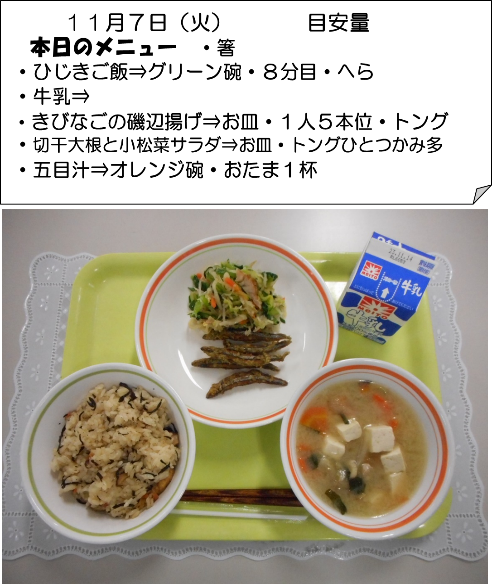 １１月７日（火）　　　　目安量
本日のメニュー　・箸
・ひじきご飯⇒グリーン碗・８分目・へら
・牛乳⇒
・きびなごの磯辺揚げ⇒お皿・１人５本位・トング
・切干大根と小松菜サラダ⇒お皿・トングひとつかみ多
・五目汁⇒オレンジ碗・おたま１杯
牛乳